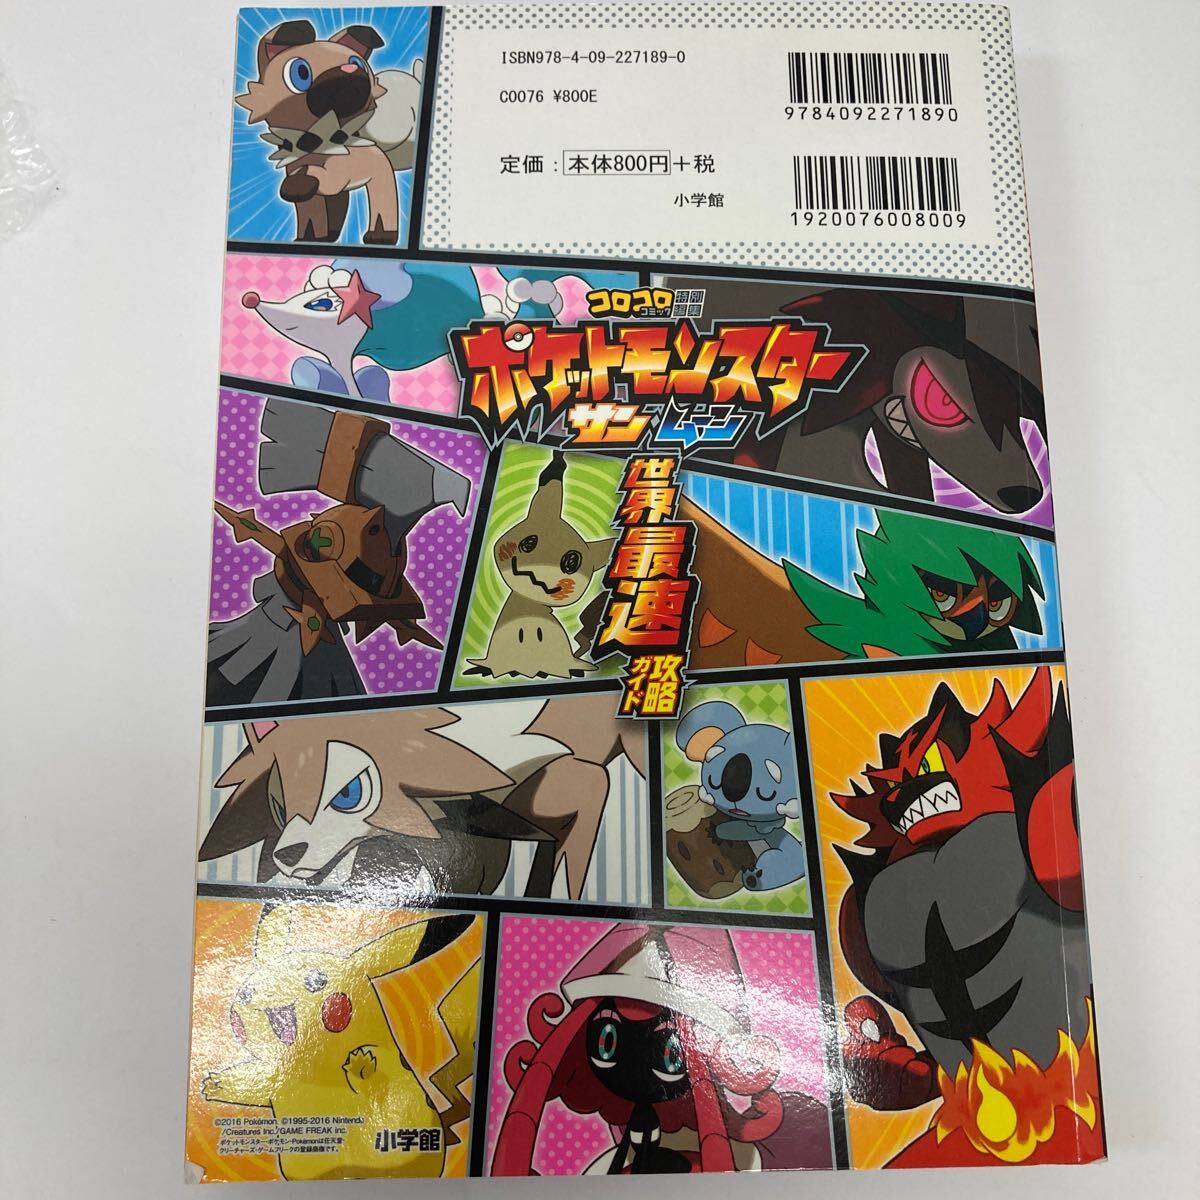 ISBN978-4-09-227189-0
C0076 ¥800E
9784092271890
定価：本体800円+税
小学館
1920076008009
コロコロコミック特別編集
ポケットモンスター
サン ムーン
世界最速
攻略ガイド
©2016 Pokémon. ©1995-2016 Nintendo
/Creatures Inc./GAME FREAK inc.
ポケットモンスター・ポケモン・Pokémonは任天堂・
クリーチャーズ・ゲームフリークの登録商標です。
小学館